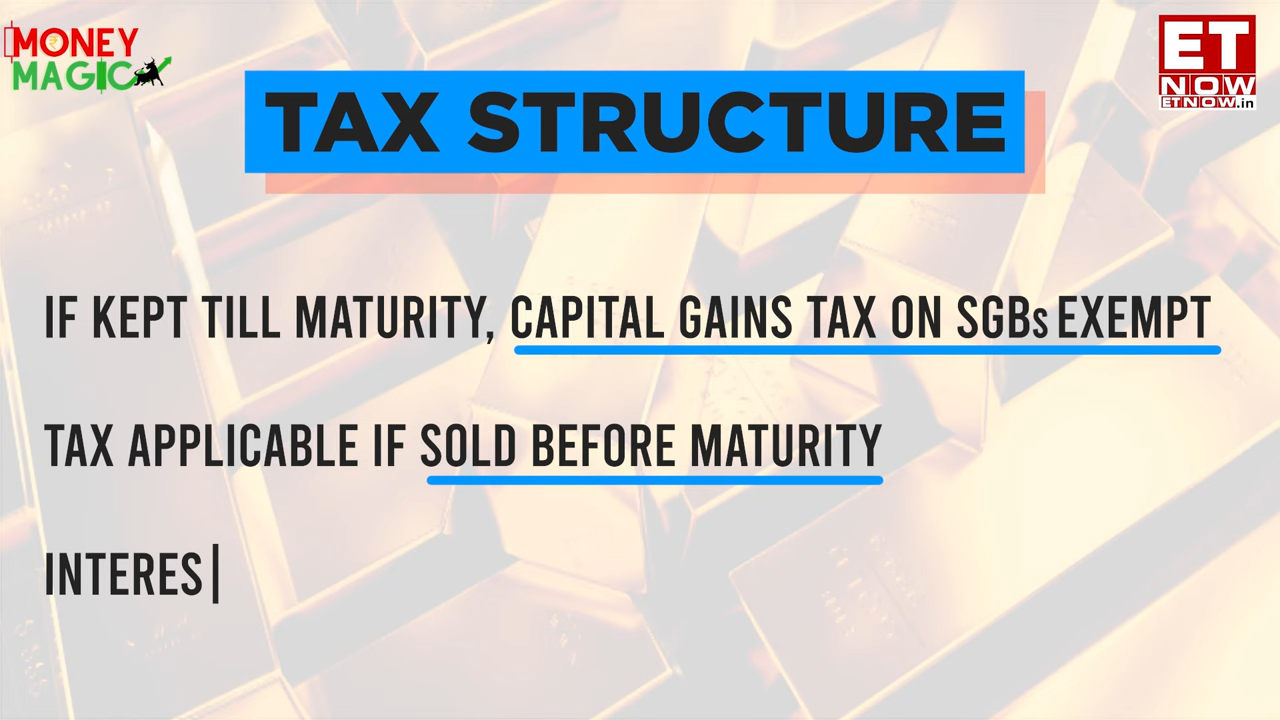 MONEY
MAGIC
ET
NOW
ETNOW.in
TAX STRUCTURE
IF KEPT TILL MATURITY, CAPITAL GAINS TAX ON SGBs EXEMPT
TAX APPLICABLE IF SOLD BEFORE MATURITY
INTERES